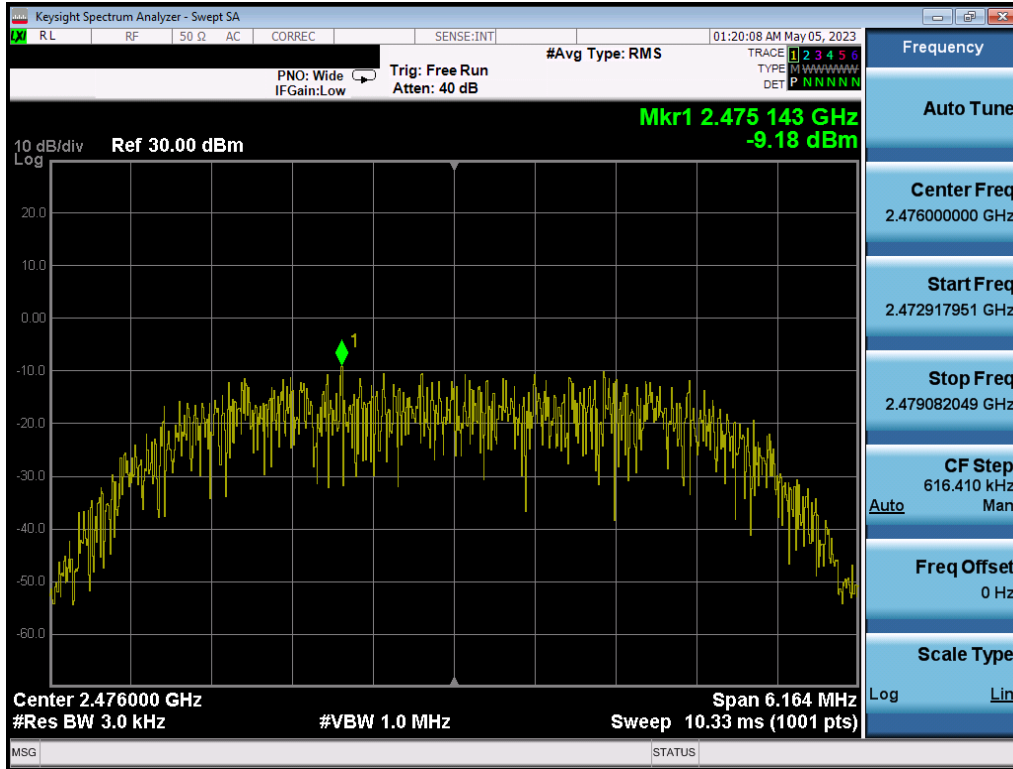 Keysight Spectrum Analyzer - Swept SA
LXI RL RF 50 Ω AC CORREC SENSE:INT 01:20:08 AM May 05, 2023
#Avg Type: RMS
TRACE 1 2 3 4 5 6
PNO: Wide Trig: Free Run
TYPE M WWWWW
IFGain:Low Atten: 40 dB
DET P N N N N N
Mkr1 2.475 143 GHz
-9.18 dBm
10 dB/div Ref 30.00 dBm
Log
20.0
10.0
0.00
1
-10.0
-20.0
-30.0
-40.0
-50.0
-60.0
Center 2.476000 GHz Span 6.164 MHz
#Res BW 3.0 kHz #VBW 1.0 MHz Sweep 10.33 ms (1001 pts)
MSG STATUS
Frequency
Auto Tune
Center Freq
2.476000000 GHz
Start Freq
2.472917951 GHz
Stop Freq
2.479082049 GHz
CF Step
616.410 kHz
Auto Man
Freq Offset
0 Hz
Scale Type
Log Lin